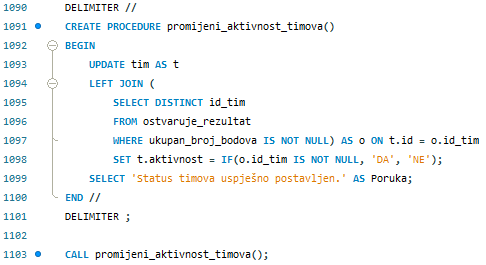 1090 DELIMITER //
1091 CREATE PROCEDURE promijeni_aktivnost_timova()
1092 BEGIN
1093 UPDATE tim AS t
1094 LEFT JOIN (
1095 SELECT DISTINCT id_tim
1096 FROM ostvaruje_rezultat
1097 WHERE ukupan_broj_bodova IS NOT NULL) AS o ON t.id = o.id_tim
1098 SET t.aktivnost = IF(o.id_tim IS NOT NULL, 'DA', 'NE');
1099 SELECT 'Status timova uspješno postavljen.' AS Poruka;
1100 END //
1101 DELIMITER ;
1102
1103 CALL promijeni_aktivnost_timova();